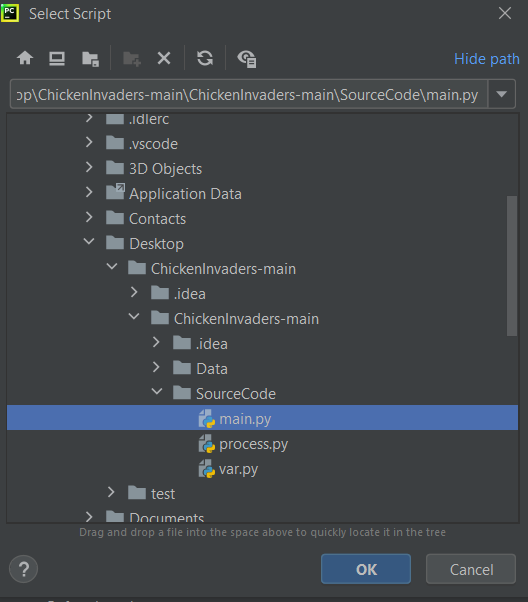 PC
Select Script
Hide path
op\ChickenInvaders-main\ChickenInvaders-main\SourceCode\main.py
.idlerc
.vscode
3D Objects
Application Data
Contacts
Desktop
ChickenInvaders-main
.idea
ChickenInvaders-main
.idea
Data
SourceCode
main.py
process.py
var.py
test
Documents
Drag and drop a file into the space above to quickly locate it in the tree
?
OK
Cancel